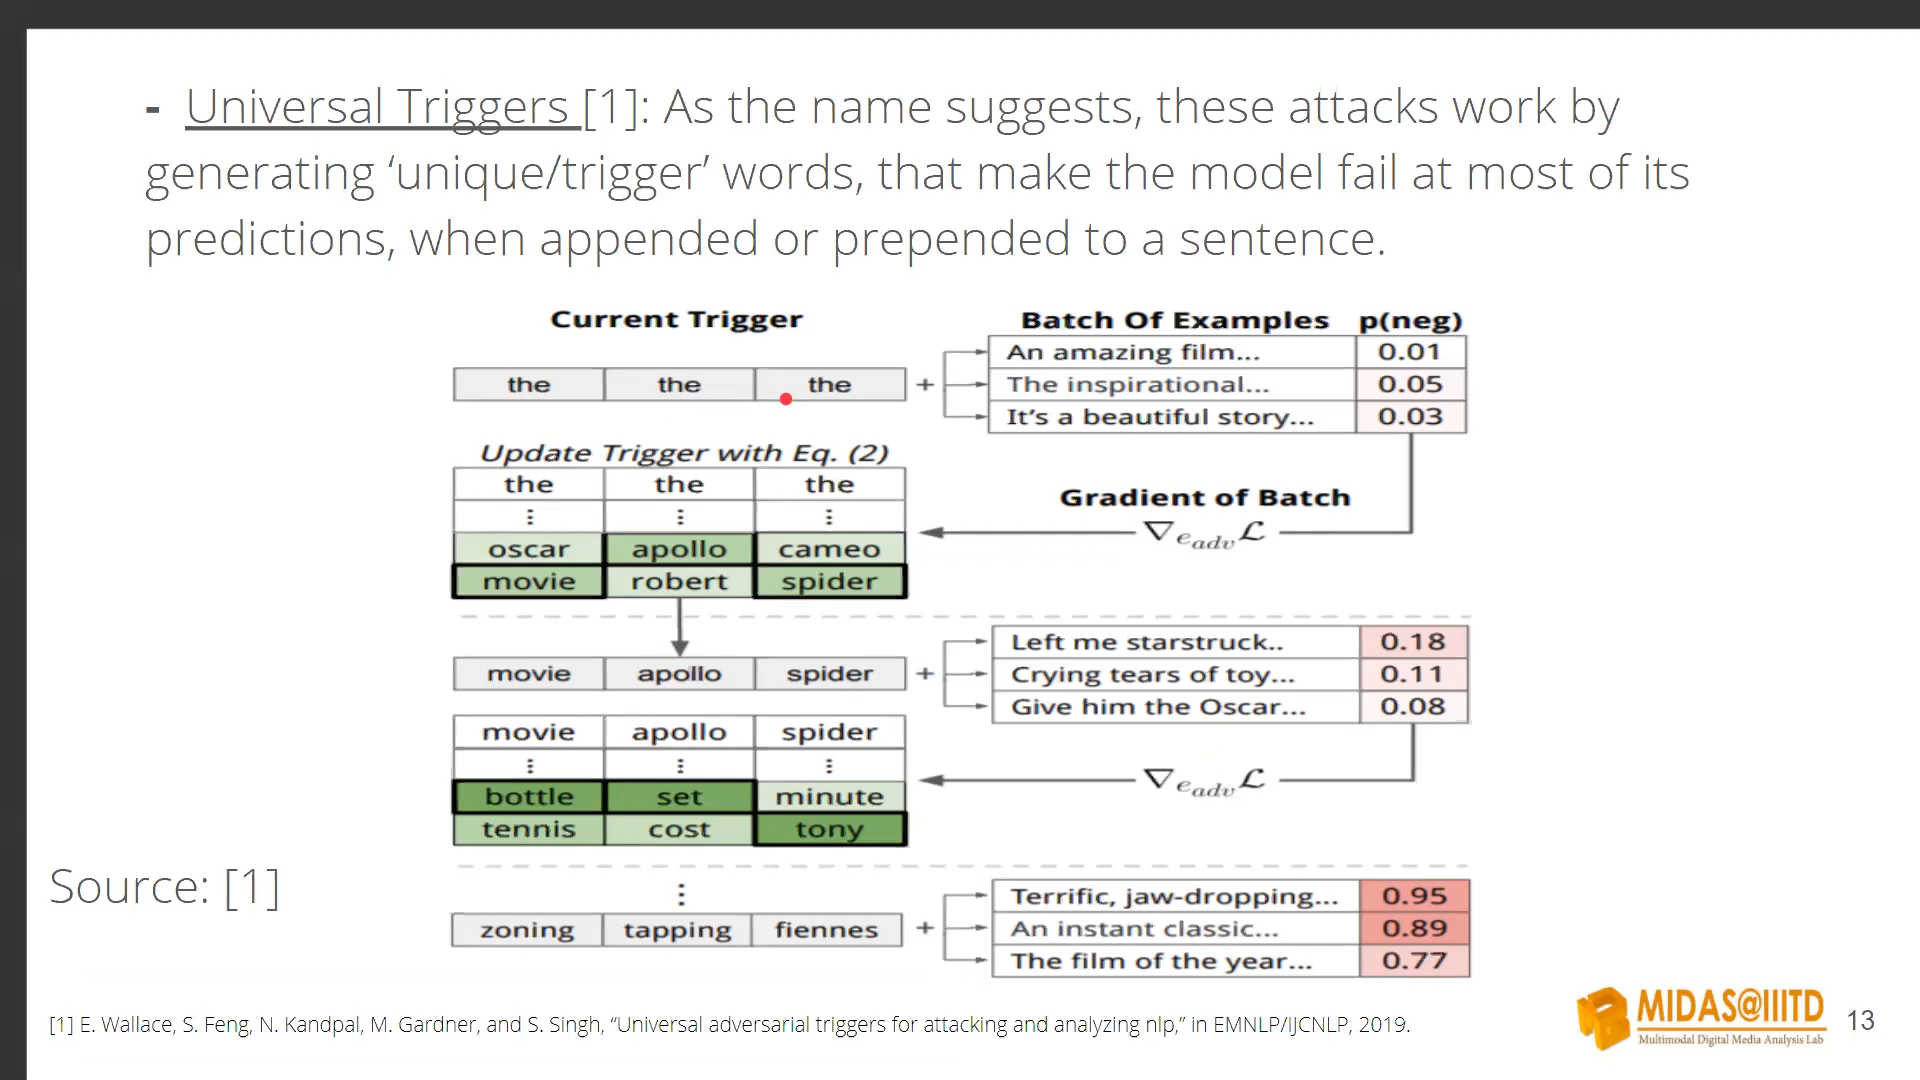 - Universal Triggers [1]: As the name suggests, these attacks work by
generating ‘unique/trigger’ words, that make the model fail at most of its
predictions, when appended or prepended to a sentence.
Current Trigger
Batch Of Examples p(neg)
the the the +
An amazing film... 0.01
The inspirational... 0.05
It’s a beautiful story... 0.03
Update Trigger with Eq. (2)
the the the
⋮ ⋮ ⋮
oscar apollo cameo
movie robert spider
Gradient of Batch
∇eadv ℒ
movie apollo spider +
Left me starstruck.. 0.18
Crying tears of toy... 0.11
Give him the Oscar... 0.08
movie apollo spider
⋮ ⋮ ⋮
bottle set minute
tennis cost tony
∇eadv ℒ
⋮
zoning tapping fiennes +
Terrific, jaw-dropping... 0.95
An instant classic... 0.89
The film of the year... 0.77
Source: [1]
[1] E. Wallace, S. Feng, N. Kandpal, M. Gardner, and S. Singh, “Universal adversarial triggers for attacking and analyzing nlp,” in EMNLP/IJCNLP, 2019.
MIDAS@IIITD
Multimodal Digital Media Analysis Lab
13